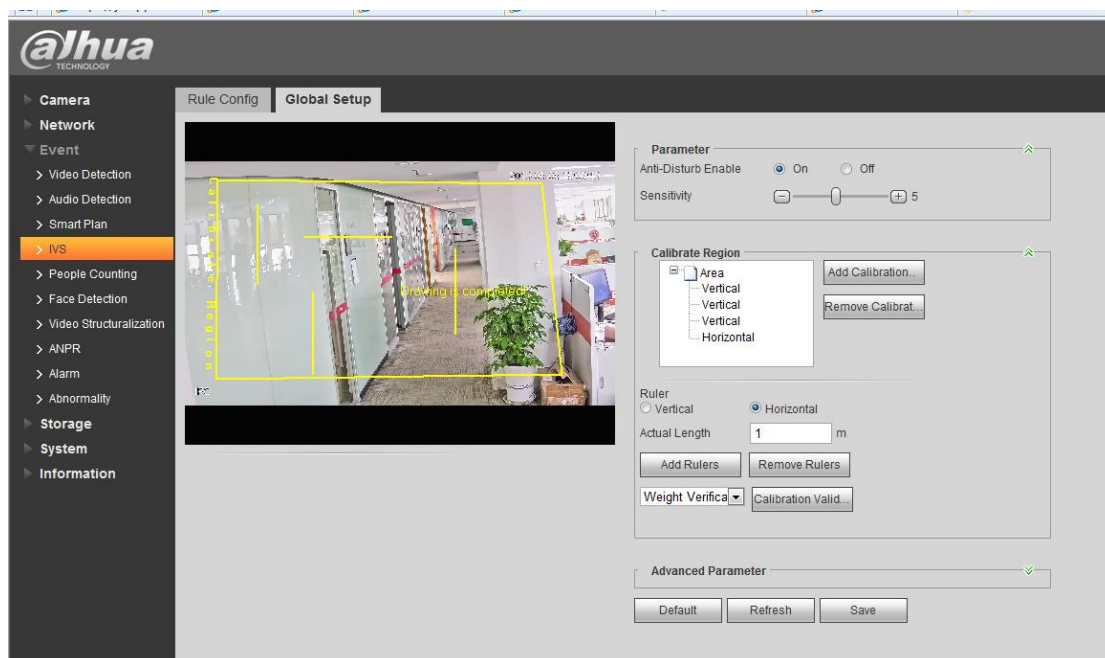 alhua
TECHNOLOGY
Camera
Network
Event
Video Detection
Audio Detection
Smart Plan
IVS
People Counting
Face Detection
Video Structuralization
ANPR
Alarm
Abnormality
Storage
System
Information
Rule Config
Global Setup
Calibrate Region
Drawing is completed!
IPC
Parameter
Anti-Disturb Enable On Off
Sensitivity - + 5
Calibrate Region
Area
Vertical
Vertical
Vertical
Horizontal
Add Calibration..
Remove Calibrat...
Ruler
Vertical Horizontal
Actual Length 1 m
Add Rulers Remove Rulers
Weight Verifica Calibration Valid...
Advanced Parameter
Default Refresh Save